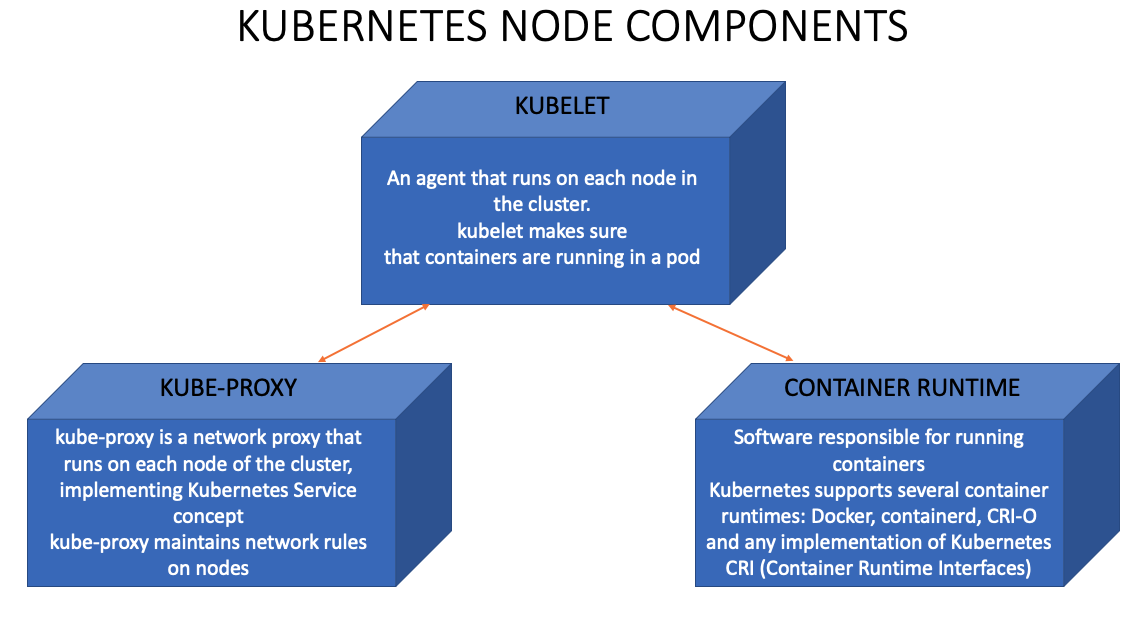 KUBERNETES NODE COMPONENTS
KUBELET
An agent that runs on each node in
the cluster.
kubelet makes sure
that containers are running in a pod
KUBE-PROXY
kube-proxy is a network proxy that
runs on each node of the cluster,
implementing Kubernetes Service
concept
kube-proxy maintains network rules
on nodes
CONTAINER RUNTIME
Software responsible for running
containers
Kubernetes supports several container
runtimes: Docker, containerd, CRI-O
and any implementation of Kubernetes
CRI (Container Runtime Interfaces)